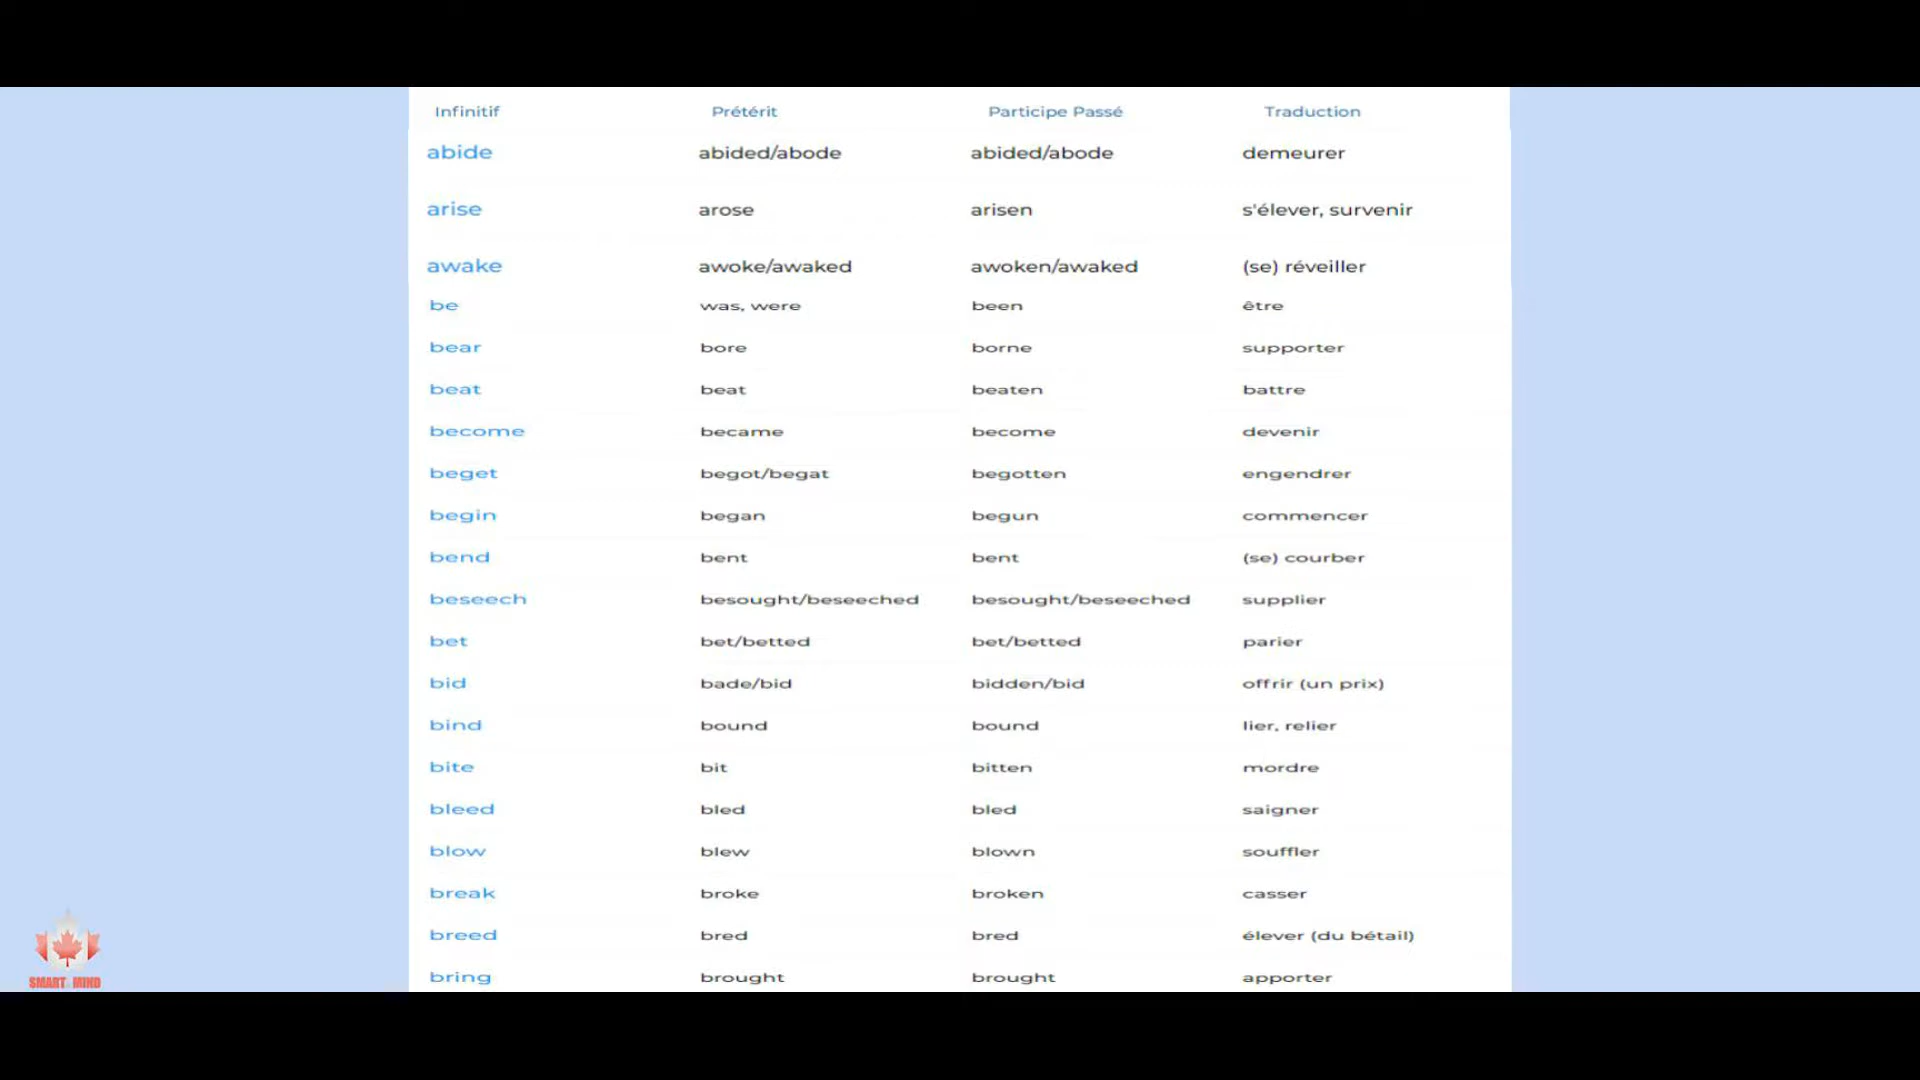 Infinitif Prétérit Participe Passé Traduction
abide abided/abode abided/abode demeurer
arise arose arisen s'élever, survenir
awake awoke/awaked awoken/awaked (se) réveiller
be was, were been être
bear bore borne supporter
beat beat beaten battre
become became become devenir
beget begot/begat begotten engendrer
begin began begun commencer
bend bent bent (se) courber
beseech besought/beseeched besought/beseeched supplier
bet bet/betted bet/betted parier
bid bade/bid bidden/bid offrir (un prix)
bind bound bound lier, relier
bite bit bitten mordre
bleed bled bled saigner
blow blew blown souffler
break broke broken casser
breed bred bred élever (du bétail)
bring brought brought apporter
SMART MIND